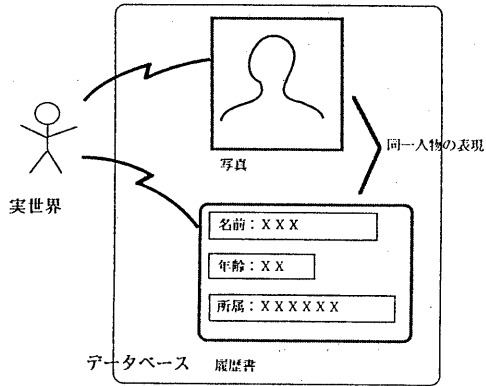 写真
同一人物の表現
実世界
名前：ＸＸＸ
年齢：ＸＸ
所属：ＸＸＸＸＸＸ
データベース
履歴書